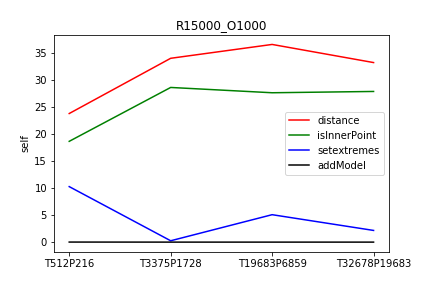 R15000_O1000
35
30
25
20
15
10
5
0
self
distance
isInnerPoint
setextremes
addModel
T512P216 T3375P1728 T19683P6859 T32678P19683